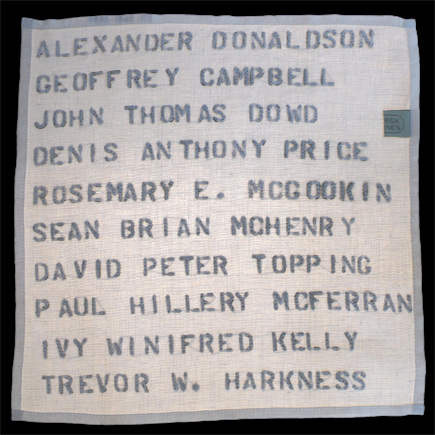 ALEXANDER DONALDSON
GEOFFREY CAMPBELL
JOHN THOMAS DOWD
DENIS ANTHONY PRICE
ROSEMARY E. MCGOOKIN
SEAN BRIAN MCHENRY
DAVID PETER TOPPING
PAUL HILLERY MCFERRAN
IVY WINIFRED KELLY
TREVOR W. HARKNESS